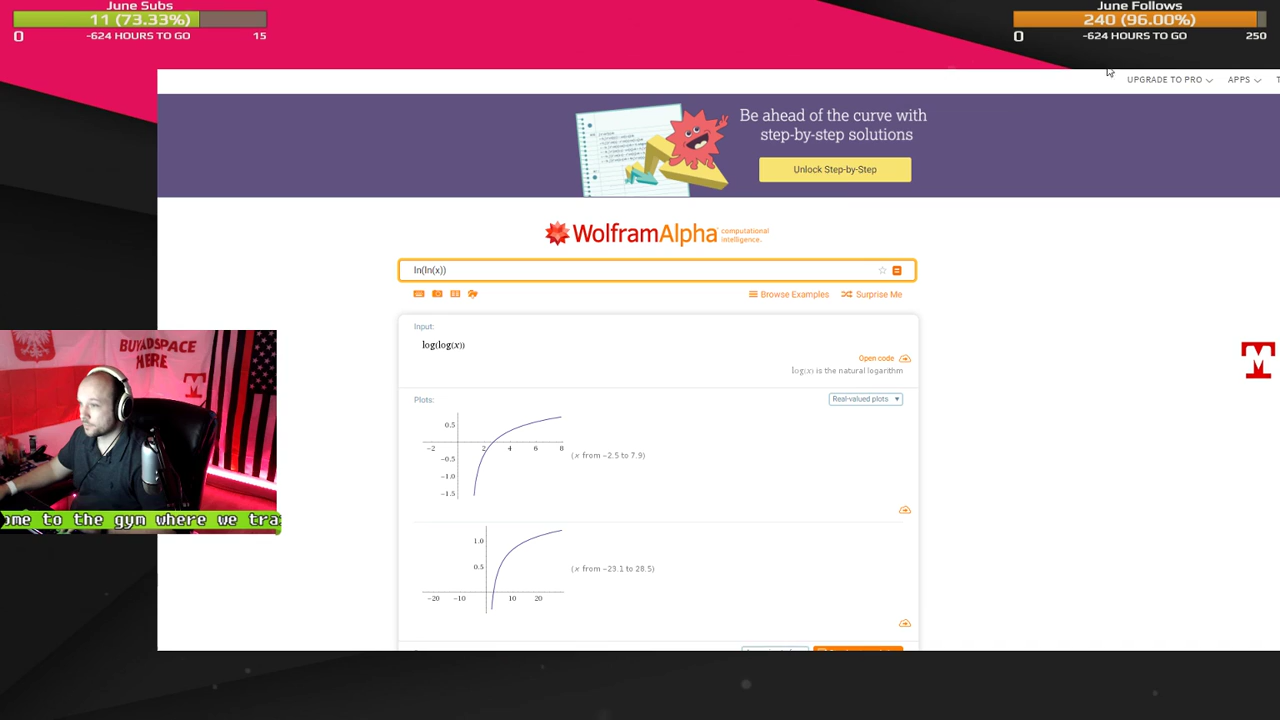 June Subs
11 (73.33%)
0
-624 HOURS TO GO
15
June Follows
240 (96.00%)
0
-624 HOURS TO GO
250
UPGRADE TO PRO
APPS
Be ahead of the curve with
step-by-step solutions
Unlock Step-by-Step
WolframAlpha computational
intelligence.
ln(ln(x))
Browse Examples
Surprise Me
Input:
log(log(x))
Open code
log(x) is the natural logarithm
Plots:
Real-valued plots
0.5
-2 2 4 6 8
-0.5
-1.0
-1.5
(x from -2.5 to 7.9)
1.0
0.5
-20 -10 10 20
(x from -23.1 to 28.5)
BUY ADSPACE
HERE
ome to the gym where we tra